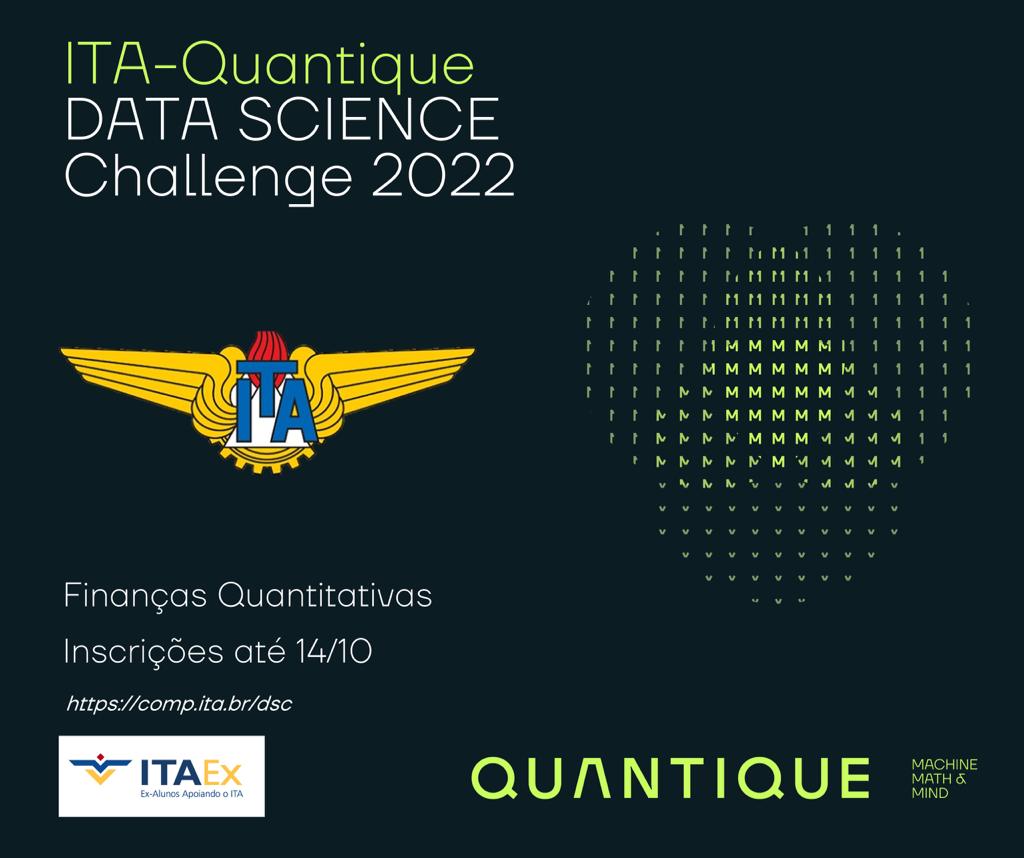 ITA-Quantique
DATA SCIENCE
Challenge 2022
ITA
Finanças Quantitativas
Inscrições até 14/10
https://comp.ita.br/dsc
ITAEx
Ex-Alunos Apoiando o ITA
QUANTIQUE
MACHINE
MATH &
MIND